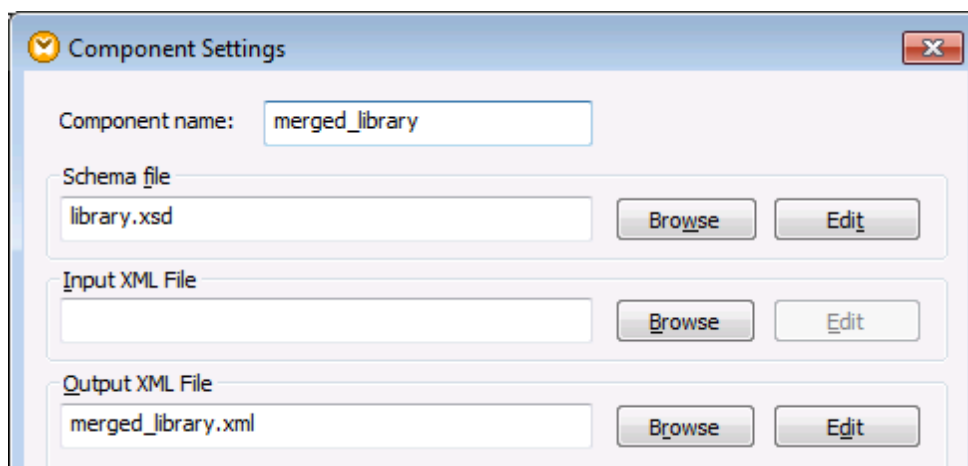 Component Settings
Component name: merged_library
Schema file
library.xsd Browse Edit
Input XML File
Browse Edit
Output XML File
merged_library.xml Browse Edit